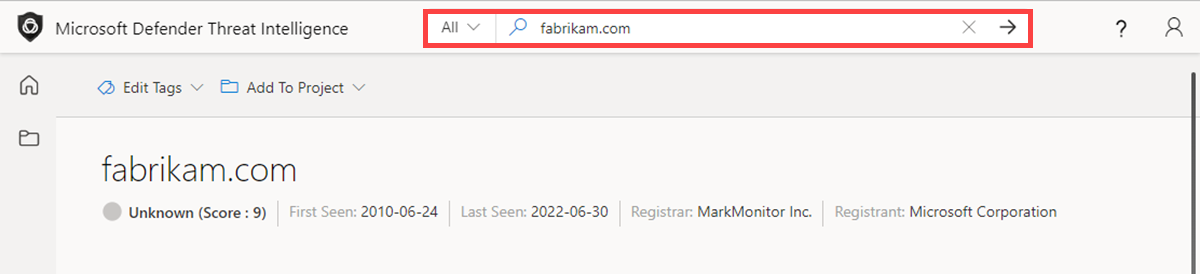 Microsoft Defender Threat Intelligence All fabrikam.com ?
Edit Tags Add To Project
fabrikam.com
Unknown (Score : 9) First Seen: 2010-06-24 Last Seen: 2022-06-30 Registrar: MarkMonitor Inc. Registrant: Microsoft Corporation